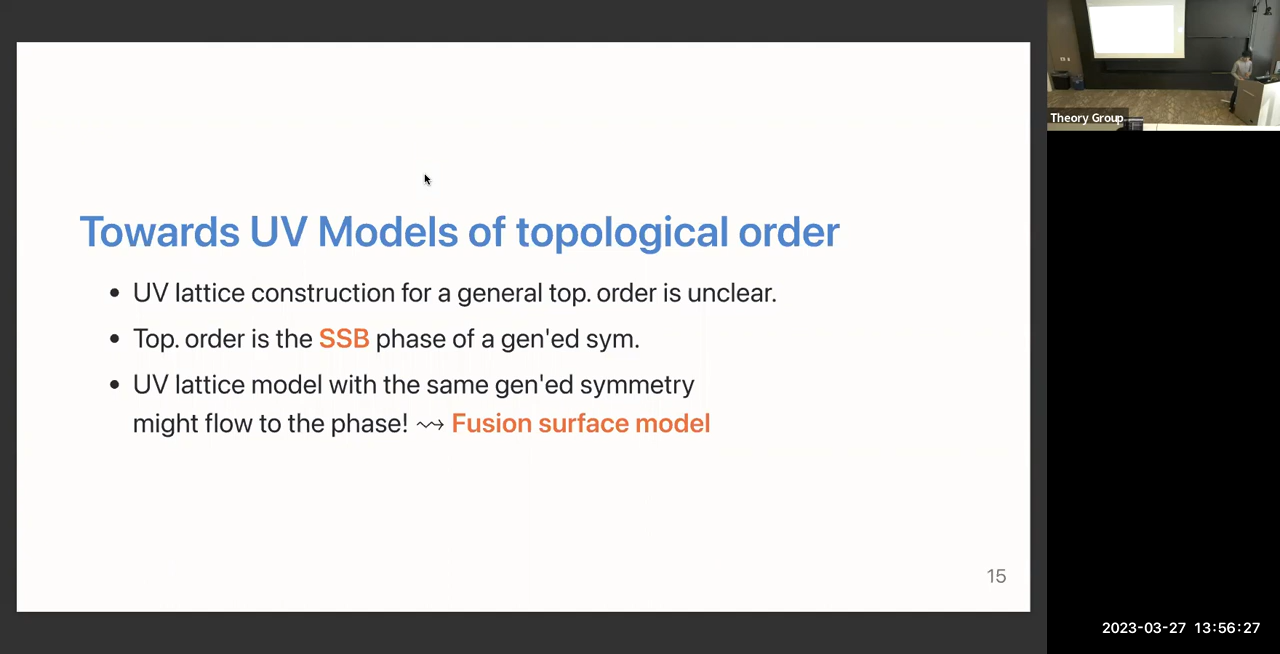 Towards UV Models of topological order
• UV lattice construction for a general top. order is unclear.
• Top. order is the SSB phase of a gen'ed sym.
• UV lattice model with the same gen'ed symmetry
might flow to the phase! ⇝ Fusion surface model
15
Theory Group
2023-03-27 13:56:27